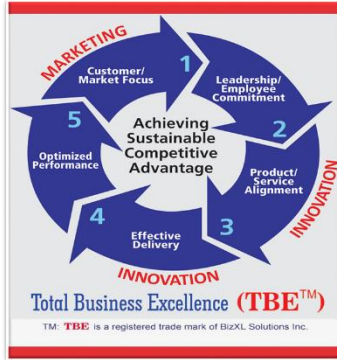 MARKETING
Customer/
Market Focus
1
Leadership/
Employee
Commitment
2
Product/
Service
Alignment
3
INNOVATION
Effective
Delivery
4
INNOVATION
Optimized
Performance
5
Achieving
Sustainable
Competitive
Advantage
Total Business Excellence (TBE™)
TM: TBE is a registered trade mark of BizXL Solutions Inc.